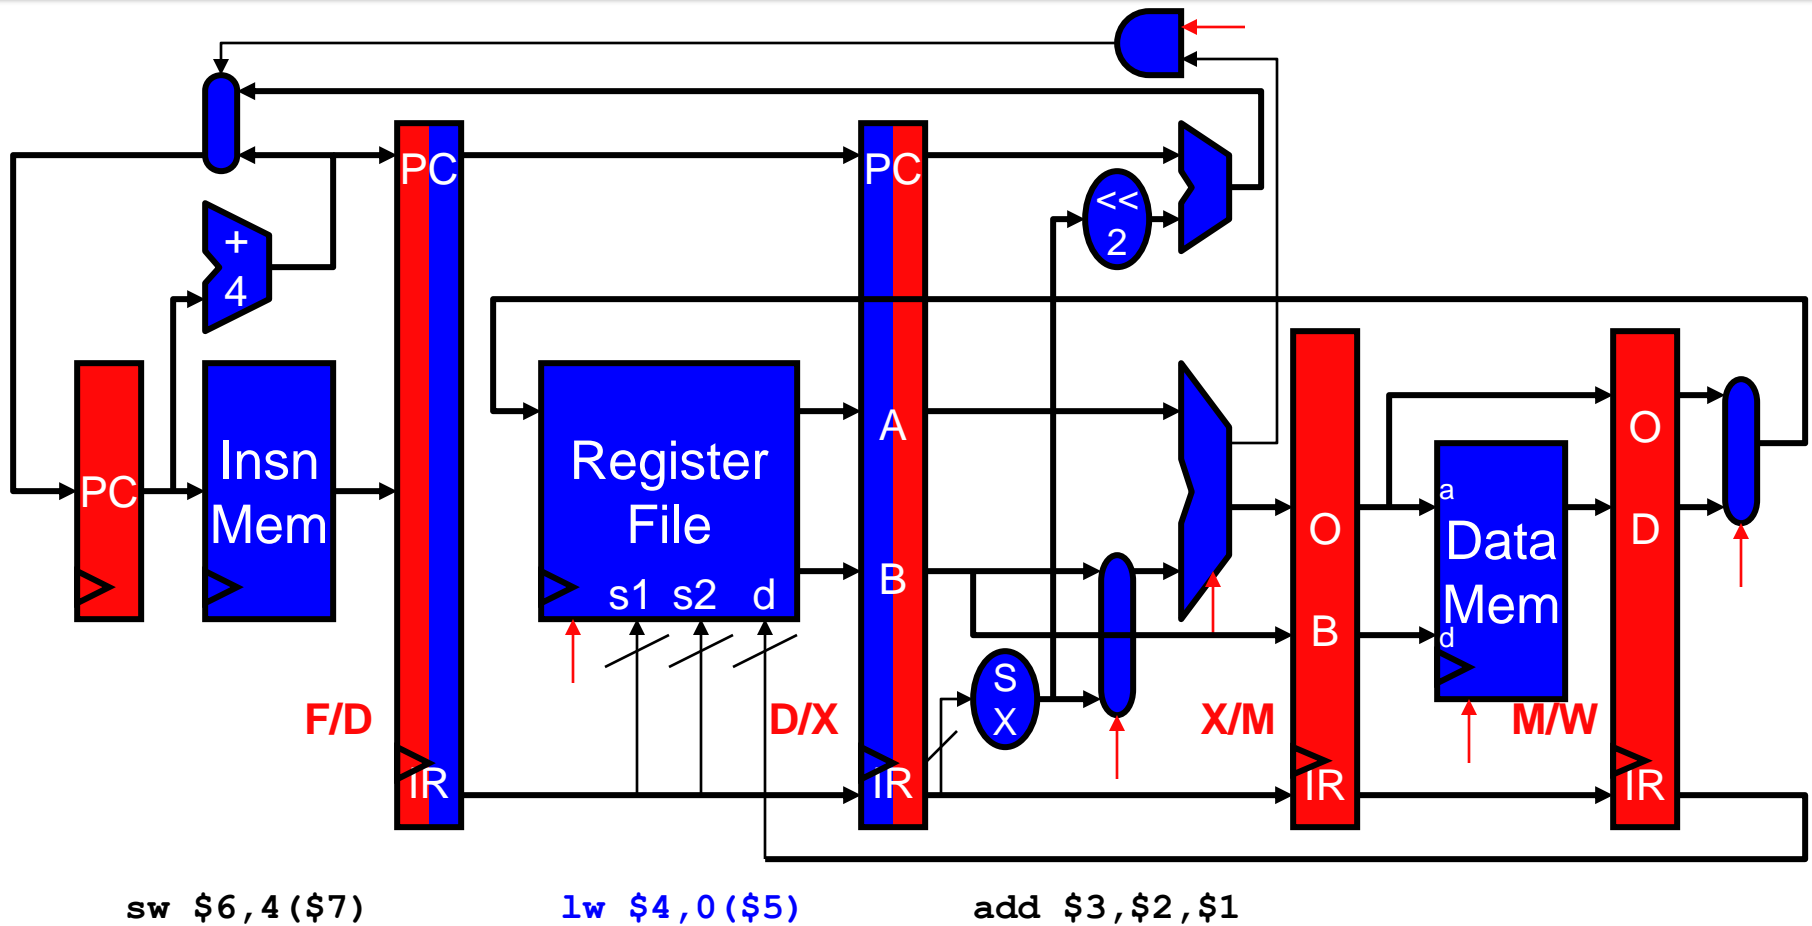 PC
PC
<<
2
+
4
PC
Insn
Mem
Register
File
s1 s2 d
A
B
S
X
O
B
a
Data
Mem
d
O
D
F/D
D/X
X/M
M/W
IR
IR
IR
IR
sw $6,4($7)
lw $4,0($5)
add $3,$2,$1